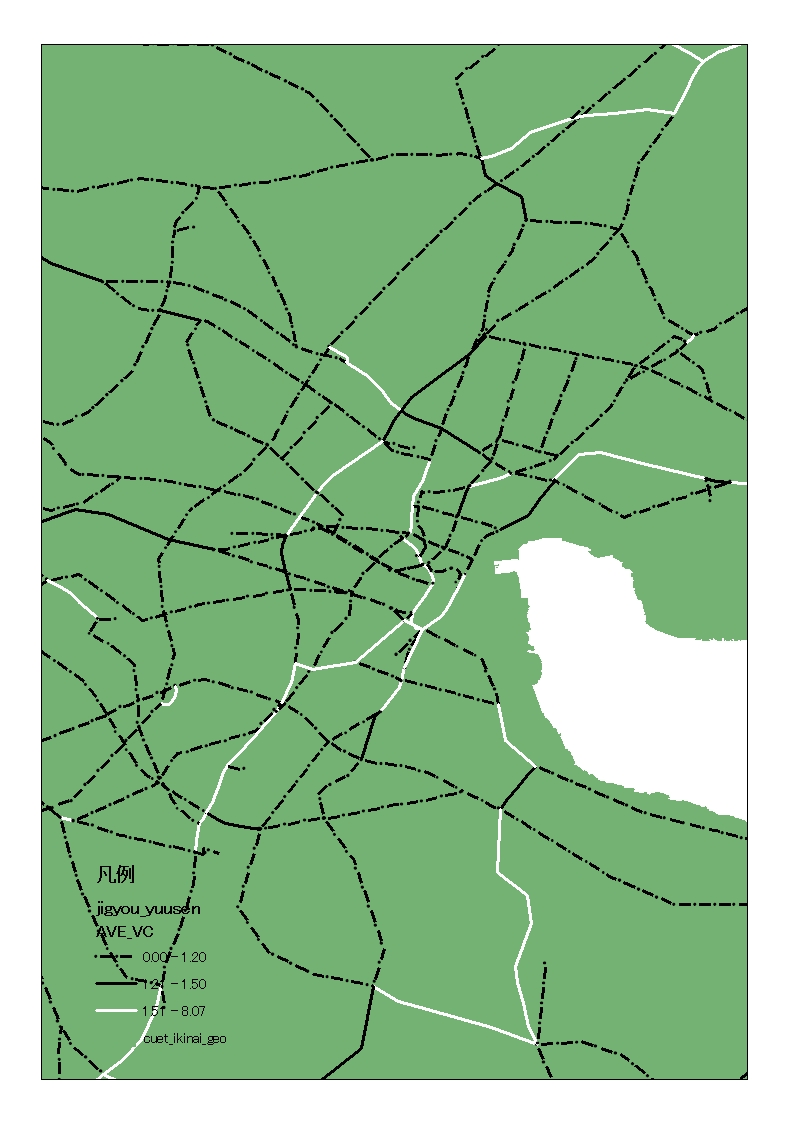 凡例
jigyou_yuusen
AVE_VC
0.00 - 1.20
1.21 - 1.50
1.51 - 8.07
cuet_ikinai_geo